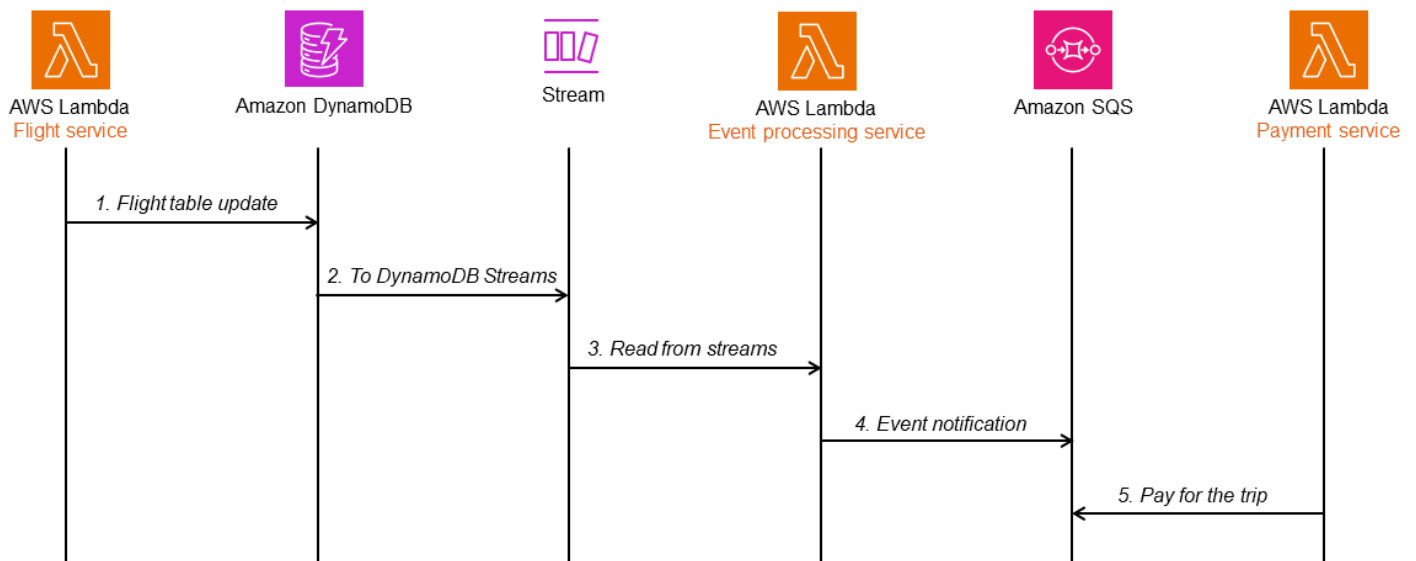 AWS Lambda
Flight service
Amazon DynamoDB
Stream
AWS Lambda
Event processing service
Amazon SQS
AWS Lambda
Payment service
1. Flight table update
2. To DynamoDB Streams
3. Read from streams
4. Event notification
5. Pay for the trip